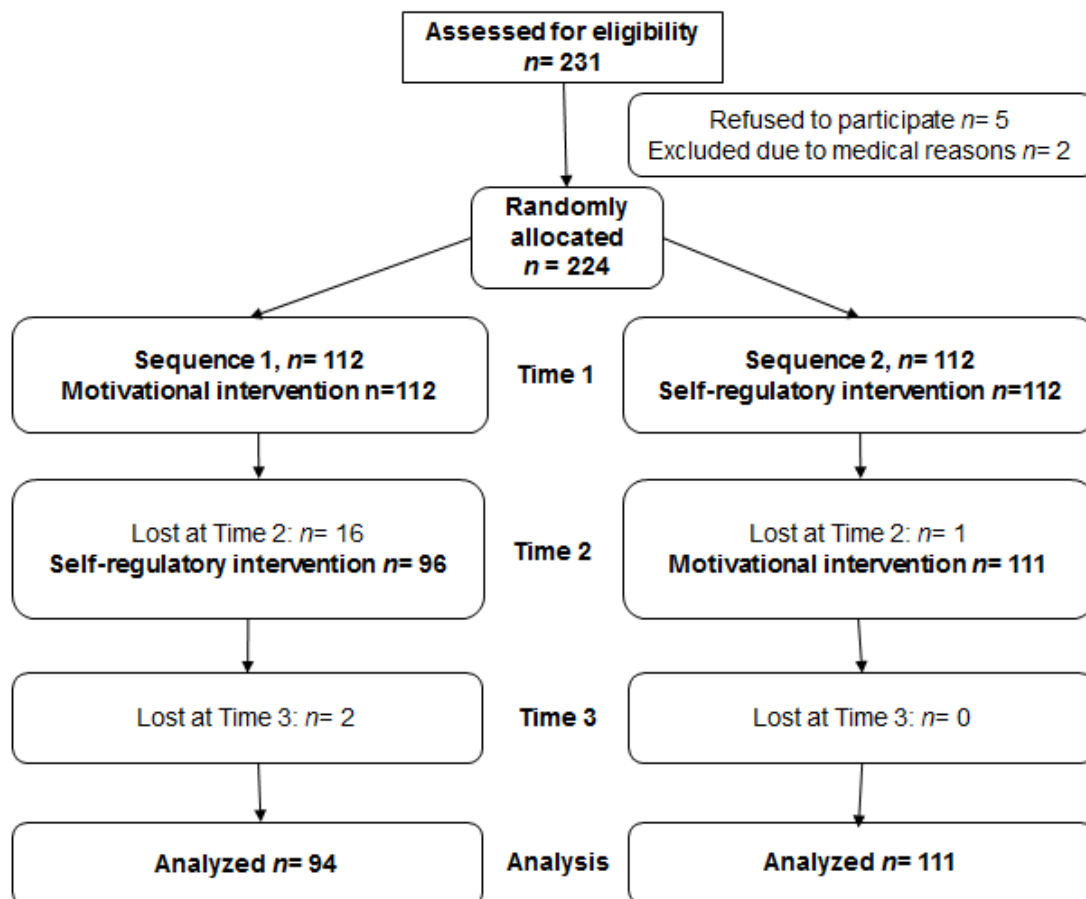 Assessed for eligibility
n= 231
Refused to participate n= 5
Excluded due to medical reasons n= 2
Randomly
allocated
n = 224
Sequence 1, n= 112
Motivational intervention n=112
Time 1
Sequence 2, n= 112
Self-regulatory intervention n=112
Lost at Time 2: n= 16
Self-regulatory intervention n= 96
Time 2
Lost at Time 2: n= 1
Motivational intervention n= 111
Lost at Time 3: n= 2
Time 3
Lost at Time 3: n= 0
Analyzed n= 94
Analysis
Analyzed n= 111